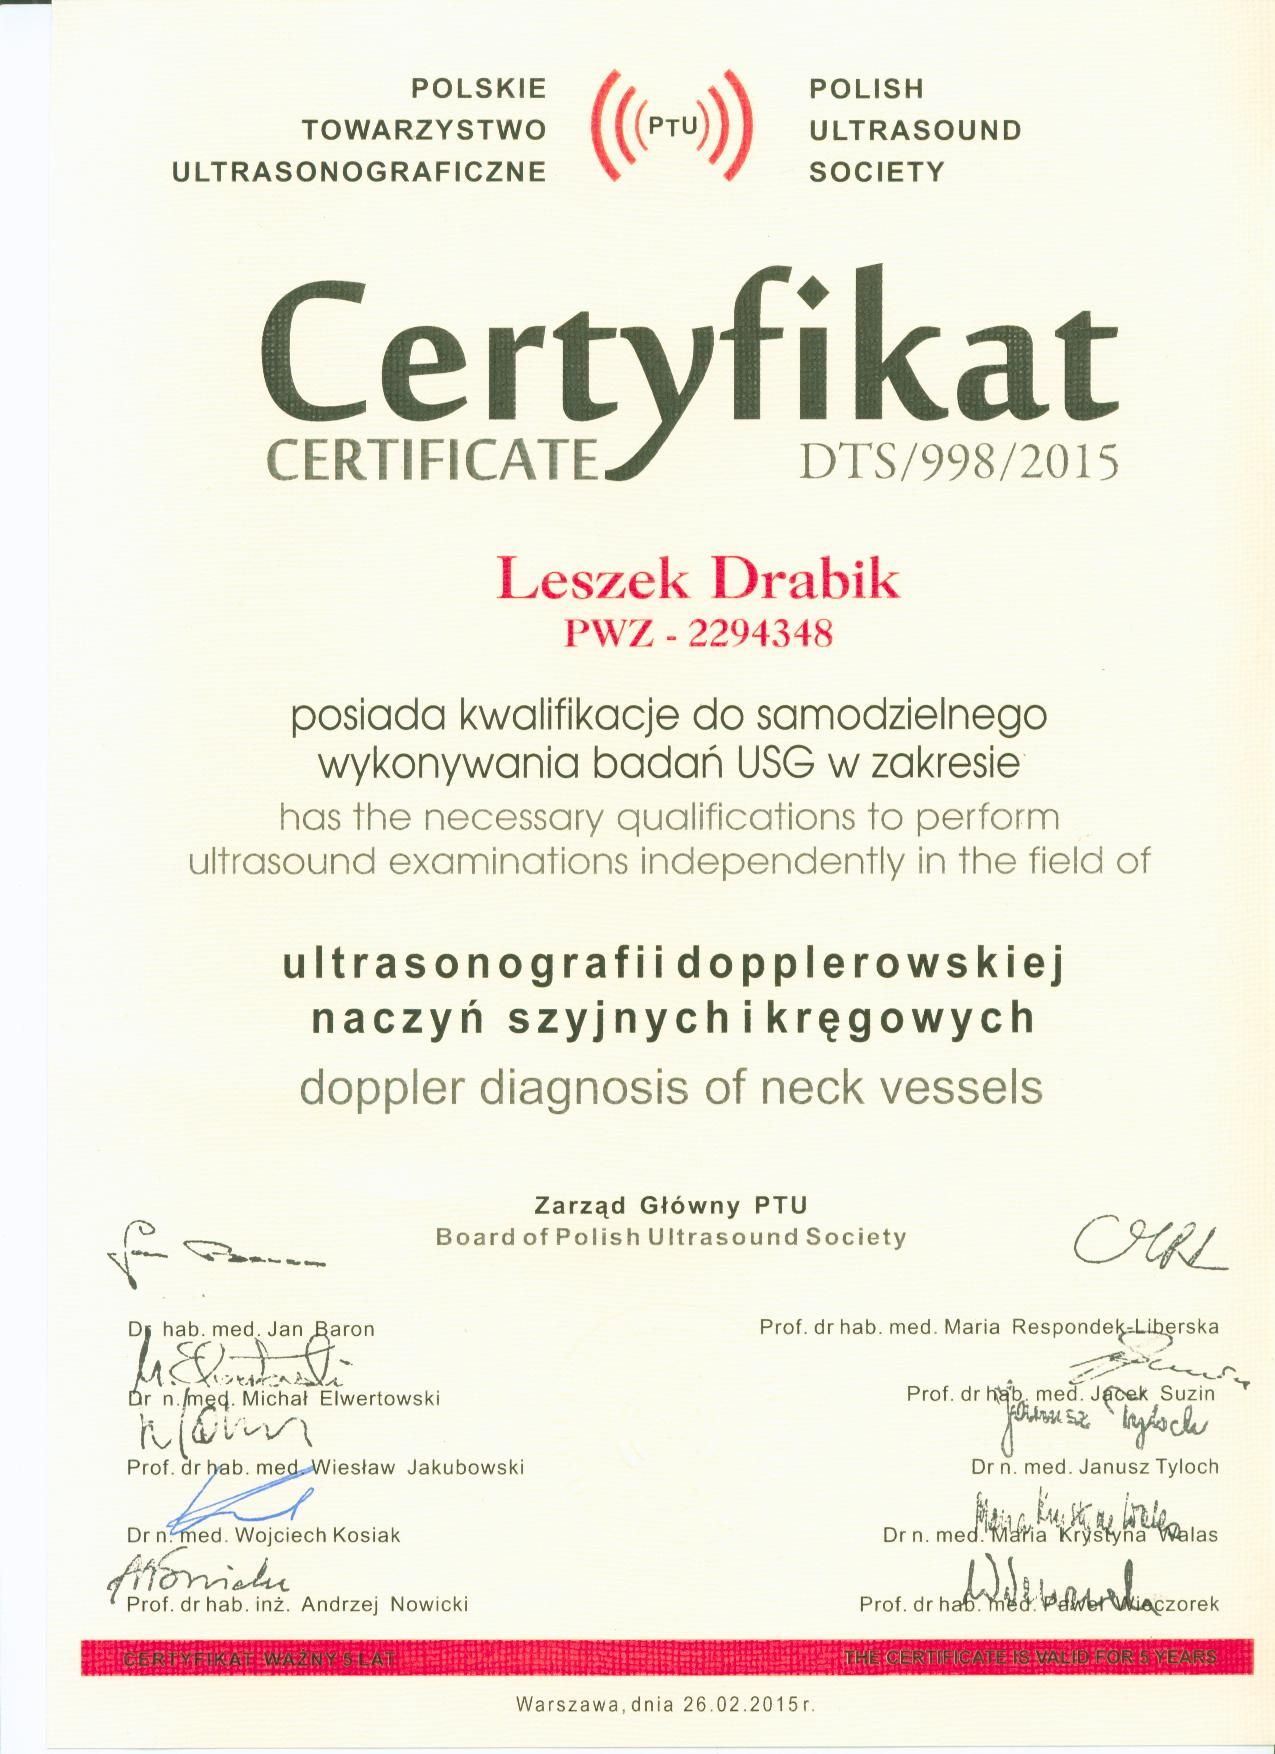 POLSKIE
TOWARZYSTWO
ULTRASONOGRAFICZNE
PTU
POLISH
ULTRASOUND
SOCIETY
Certyfikat
CERTIFICATE
DTS/998/2015
Leszek Drabik
PWZ - 2294348
posiada kwalifikacje do samodzielnego
wykonywania badań USG w zakresie
has the necessary qualifications to perform
ultrasound examinations independently in the field of
ultrasonografii dopplerowskiej
naczyń szyjnych i kręgowych
doppler diagnosis of neck vessels
Zarząd Główny PTU
Board of Polish Ultrasound Society
Dr hab. med. Jan Baron
Dr n. med. Michał Elwertowski
Prof. dr hab. med. Wiesław Jakubowski
Dr n. med. Wojciech Kosiak
Prof. dr hab. inż. Andrzej Nowicki
Prof. dr hab. med. Maria Respondek-Liberska
Prof. dr hab. med. Jacek Suzin
Janusz Tyloch
Dr n. med. Janusz Tyloch
Dr n. med. Maria Krystyna Walas
Prof. dr hab. med. Paweł Wieczorek
CERTYFIKAT WAŻNY 5 LAT
THE CERTIFICATE IS VALID FOR 5 YEARS
Warszawa, dnia 26.02.2015 r.